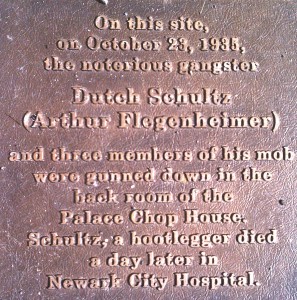 On this site,
on October 23, 1935,
the notorious gangster
Dutch Schultz
(Arthur Flegenheimer)
and three members of his mob
were gunned down in the
back room of the
Palace Chop House.
Schultz, a bootlegger died
a day later in
Newark City Hospital.